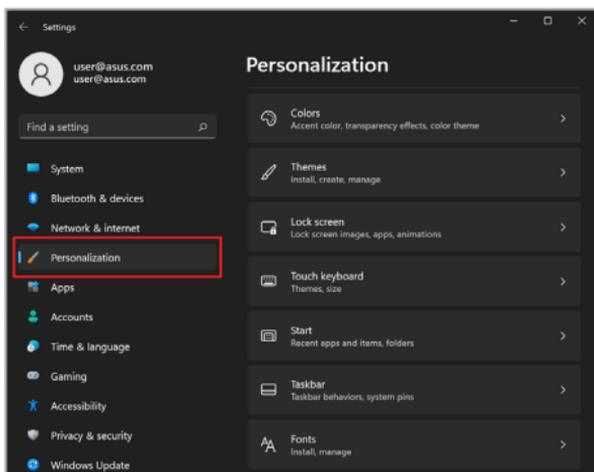 Settings
user@asus.com
user@asus.com
Find a setting
System
Bluetooth & devices
Network & internet
Personalization
Apps
Accounts
Time & language
Gaming
Accessibility
Privacy & security
Windows Update
Personalization
Colors
Accent color, transparency effects, color theme
Themes
Install, create, manage
Lock screen
Lock screen images, apps, animations
Touch keyboard
Themes, size
Start
Recent apps and items, folders
Taskbar
Taskbar behaviors, system pins
Fonts
Install, manage